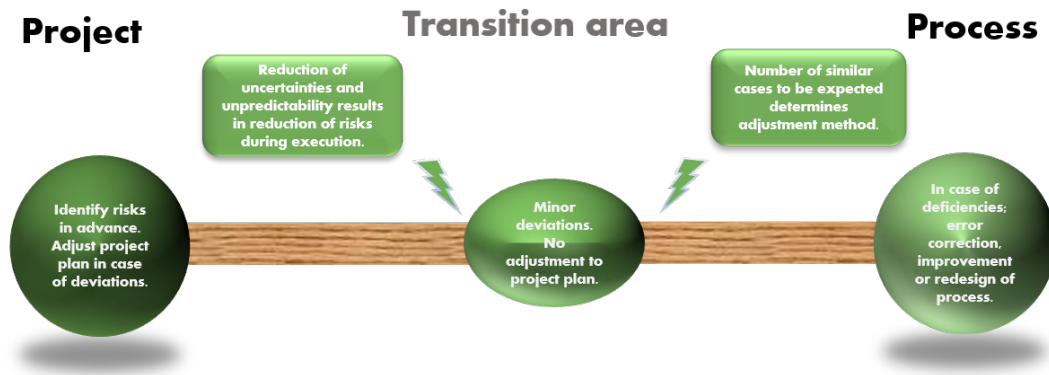 Project
Transition area
Process
Reduction of
uncertainties and
unpredictability results
in reduction of risks
during execution.
Number of similar
cases to be expected
determines
adjustment method.
Identify risks
in advance.
Adjust project
plan in case
of deviations.
Minor
deviations.
No
adjustment to
project plan.
In case of
deficiencies;
error
correction,
improvement
or redesign of
process.